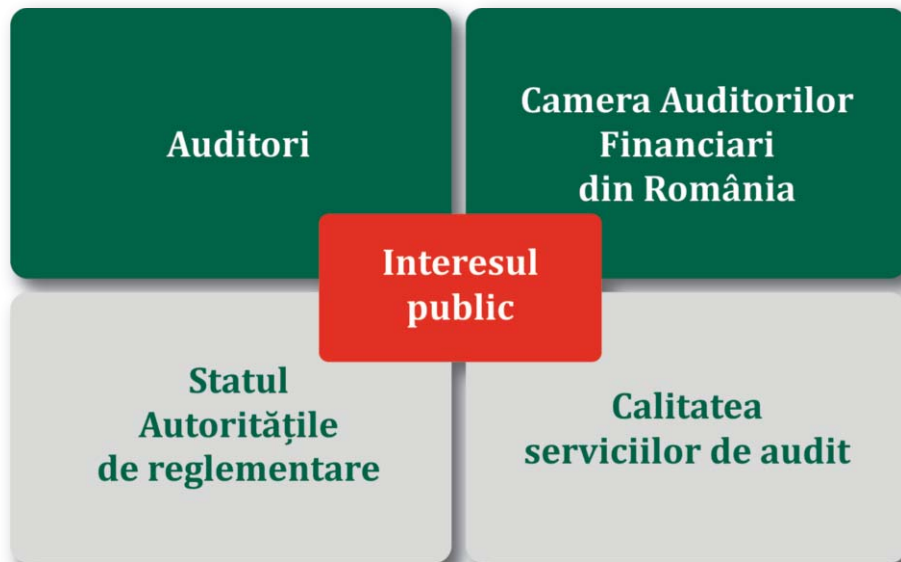 Auditori
Camera Auditorilor
Financiari
din România
Interesul
public
Statul
Autoritățile
de reglementare
Calitatea
serviciilor de audit